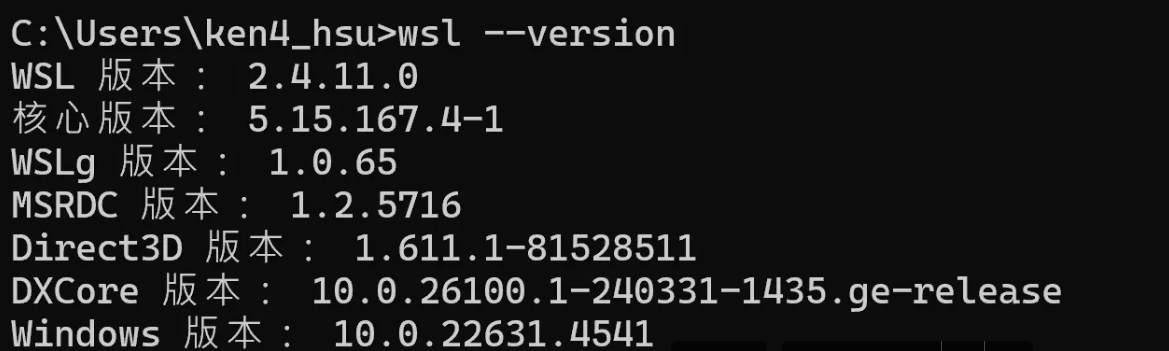 C:\Users\ken4_hsu>wsl --version
WSL 版本： 2.4.11.0
核心版本： 5.15.167.4-1
WSLg 版本： 1.0.65
MSRDC 版本： 1.2.5716
Direct3D 版本： 1.611.1-81528511
DXCore 版本： 10.0.26100.1-240331-1435.ge-release
Windows 版本： 10.0.22631.4541